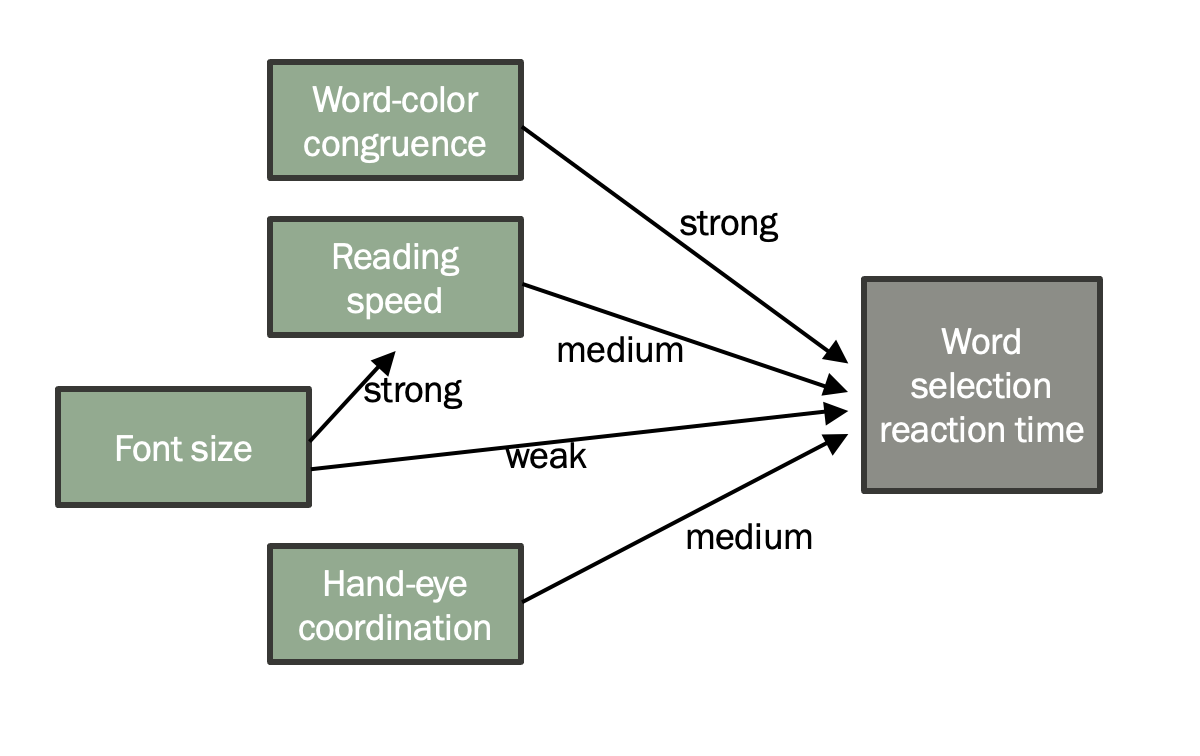 Word-color
congruence
strong
Reading
speed
medium
Word
selection
reaction time
strong
Font size
weak
medium
Hand-eye
coordination